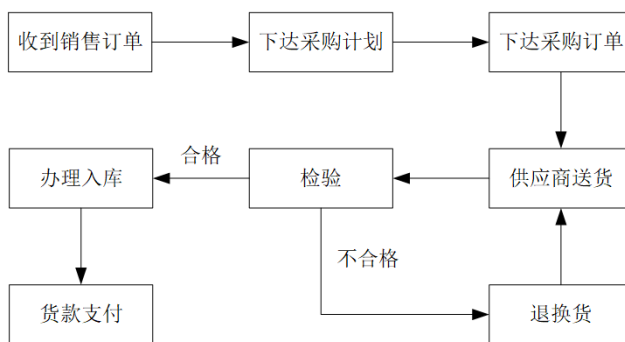 收到销售订单
下达采购计划
下达采购订单
办理入库
合格
检验
供应商送货
不合格
货款支付
退换货